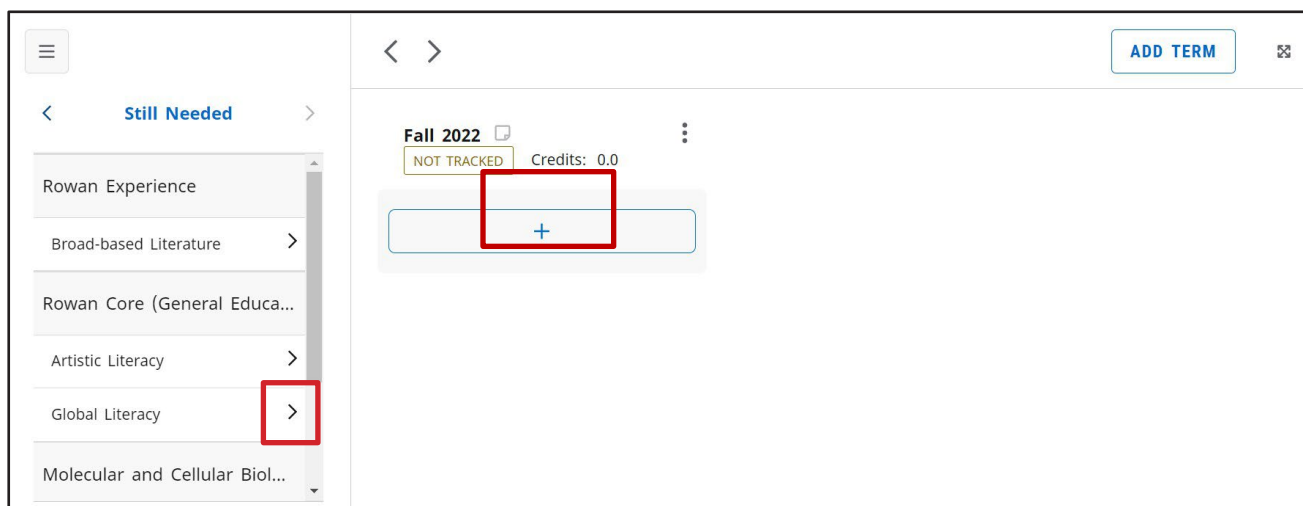 ADD TERM
Still Needed
Rowan Experience
Broad-based Literature
Rowan Core (General Educa...
Artistic Literacy
Global Literacy
Molecular and Cellular Biol...
Fall 2022
NOT TRACKED Credits: 0.0
+